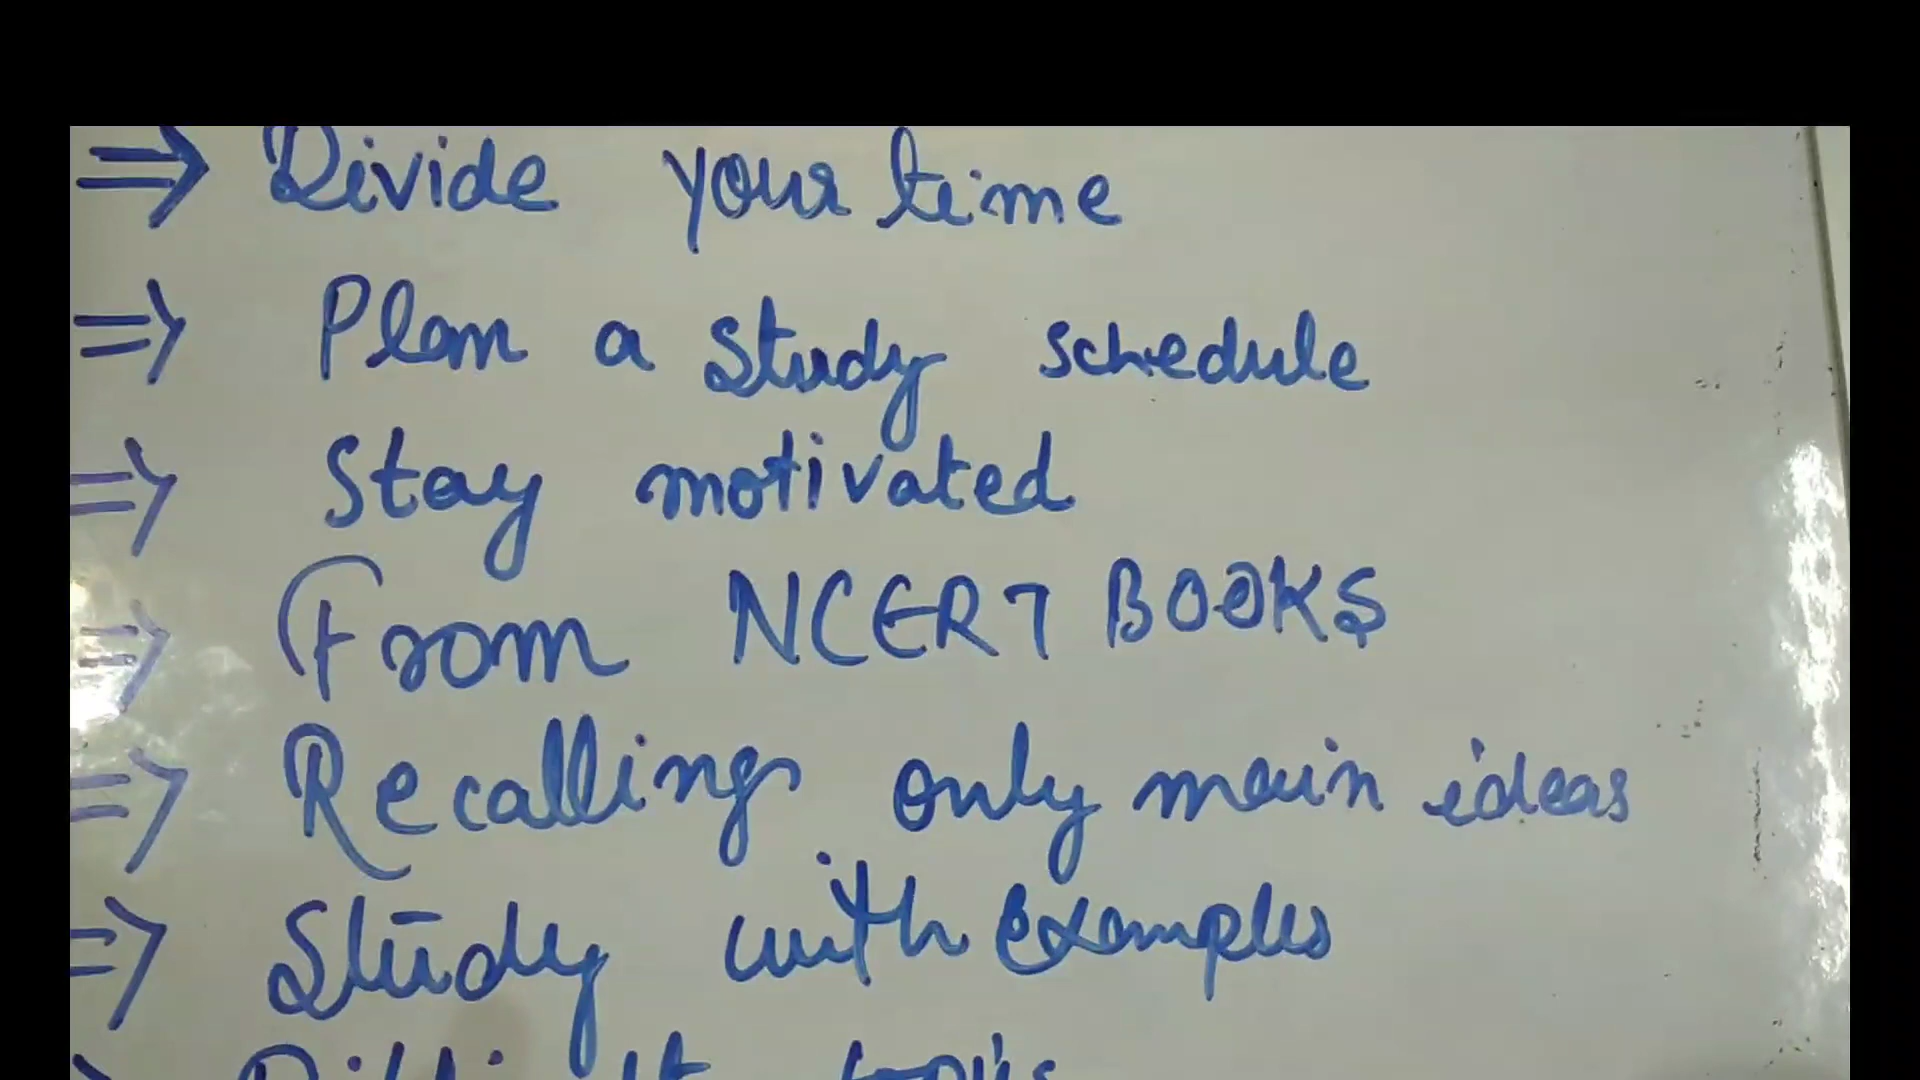 ⇒ Divide your time
⇒ Plan a study schedule
⇒ Stay motivated
⇒ From NCERT BOOKS
⇒ Recalling only main ideas
⇒ Study with examples